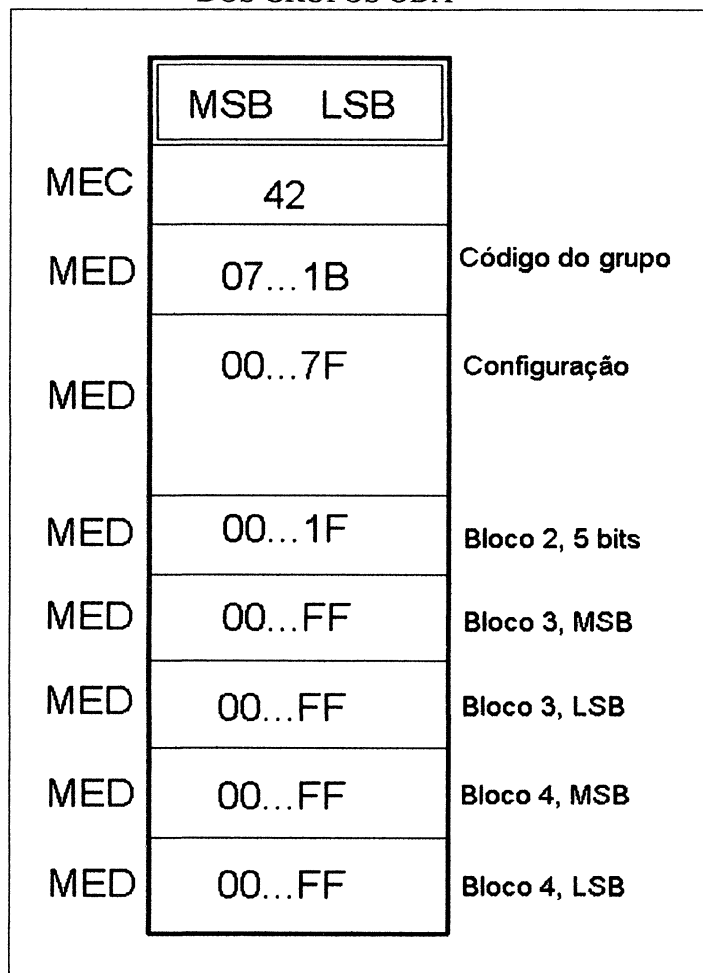 MSB LSB
MEC 42
MED 07...1B Código do grupo
MED 00...7F Configuração
MED 00...1F Bloco 2, 5 bits
MED 00...FF Bloco 3, MSB
MED 00...FF Bloco 3, LSB
MED 00...FF Bloco 4, MSB
MED 00...FF Bloco 4, LSB